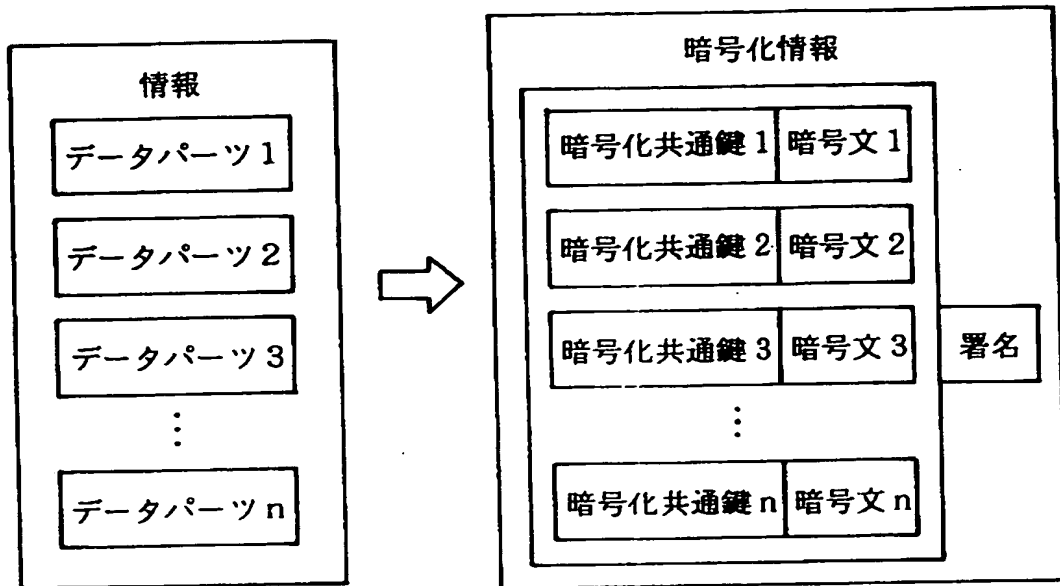 情報
データパーツ1
データパーツ2
データパーツ3
⋮
データパーツn
暗号化情報
暗号化共通鍵1 暗号文1
暗号化共通鍵2 暗号文2
暗号化共通鍵3 暗号文3
⋮
暗号化共通鍵n 暗号文n
署名